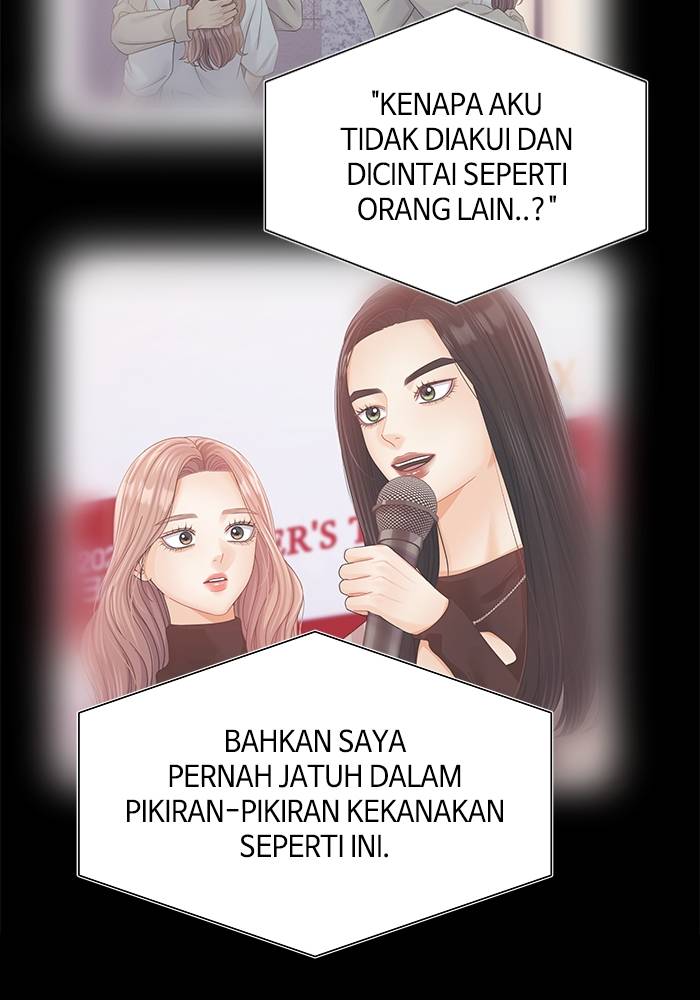 "KENAPA AKU
TIDAK DIAKUI DAN
DICINTAI SEPERTI
ORANG LAIN..?"
ER'S T
BAHKAN SAYA
PERNAH JATUH DALAM
PIKIRAN-PIKIRAN KEKANAKAN
SEPERTI INI.